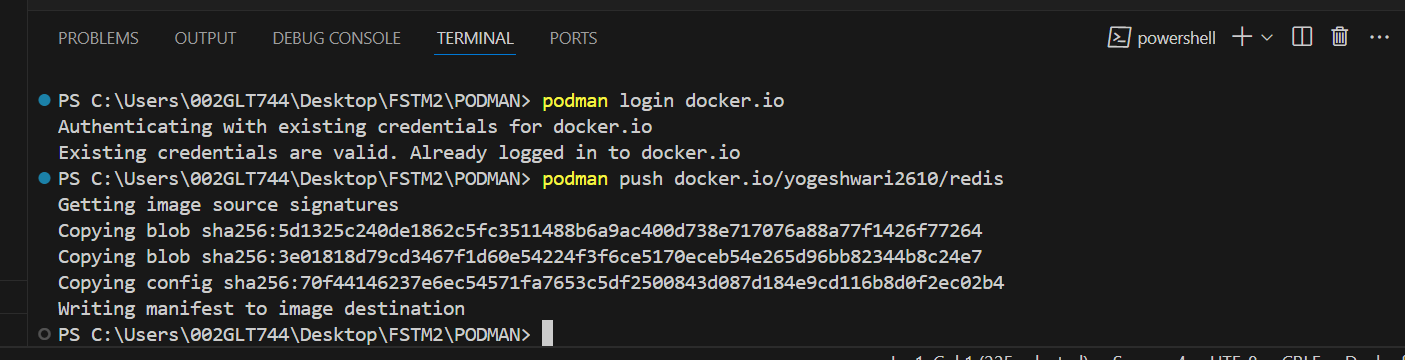 PROBLEMS OUTPUT DEBUG CONSOLE TERMINAL PORTS powershell
PS C:\Users\002GLT744\Desktop\FSTM2\PODMAN> podman login docker.io
Authenticating with existing credentials for docker.io
Existing credentials are valid. Already logged in to docker.io
PS C:\Users\002GLT744\Desktop\FSTM2\PODMAN> podman push docker.io/yogeshwari2610/redis
Getting image source signatures
Copying blob sha256:5d1325c240de1862c5fc3511488b6a9ac400d738e717076a88a77f1426f77264
Copying blob sha256:3e01818d79cd3467f1d60e54224f3f6ce5170eceb54e265d96bb82344b8c24e7
Copying config sha256:70f44146237e6ec54571fa7653c5df2500843d087d184e9cd116b8d0f2ec02b4
Writing manifest to image destination
PS C:\Users\002GLT744\Desktop\FSTM2\PODMAN>